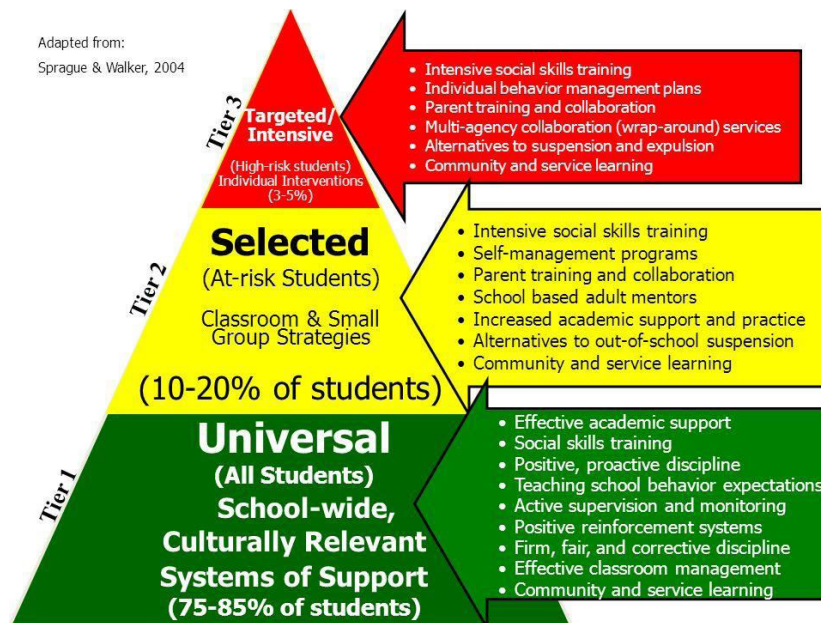 Adapted from:
Sprague & Walker, 2004
Tier 3
Targeted/
Intensive
(High-risk students)
Individual Interventions
(3-5%)
• Intensive social skills training
• Individual behavior management plans
• Parent training and collaboration
• Multi-agency collaboration (wrap-around) services
• Alternatives to suspension and expulsion
• Community and service learning
Tier 2
Selected
(At-risk Students)
Classroom & Small
Group Strategies
(10-20% of students)
• Intensive social skills training
• Self-management programs
• Parent training and collaboration
• School based adult mentors
• Increased academic support and practice
• Alternatives to out-of-school suspension
• Community and service learning
Tier 1
Universal
(All Students)
School-wide,
Culturally Relevant
Systems of Support
(75-85% of students)
• Effective academic support
• Social skills training
• Positive, proactive discipline
• Teaching school behavior expectations
• Active supervision and monitoring
• Positive reinforcement systems
• Firm, fair, and corrective discipline
• Effective classroom management
• Community and service learning